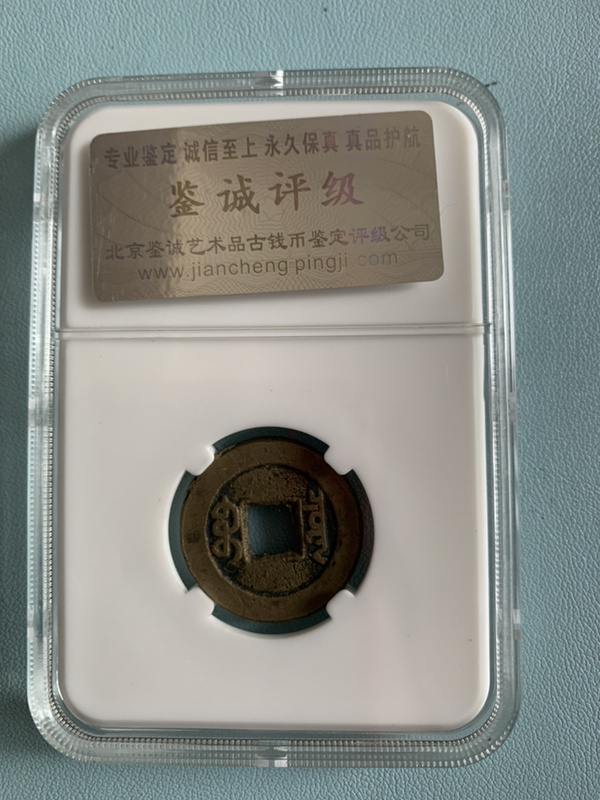 专业鉴定 诚信至上 永久保真 真品护航
鉴诚评级
北京鉴诚艺术品古钱币鉴定评级公司
www.jiancheng pingji com